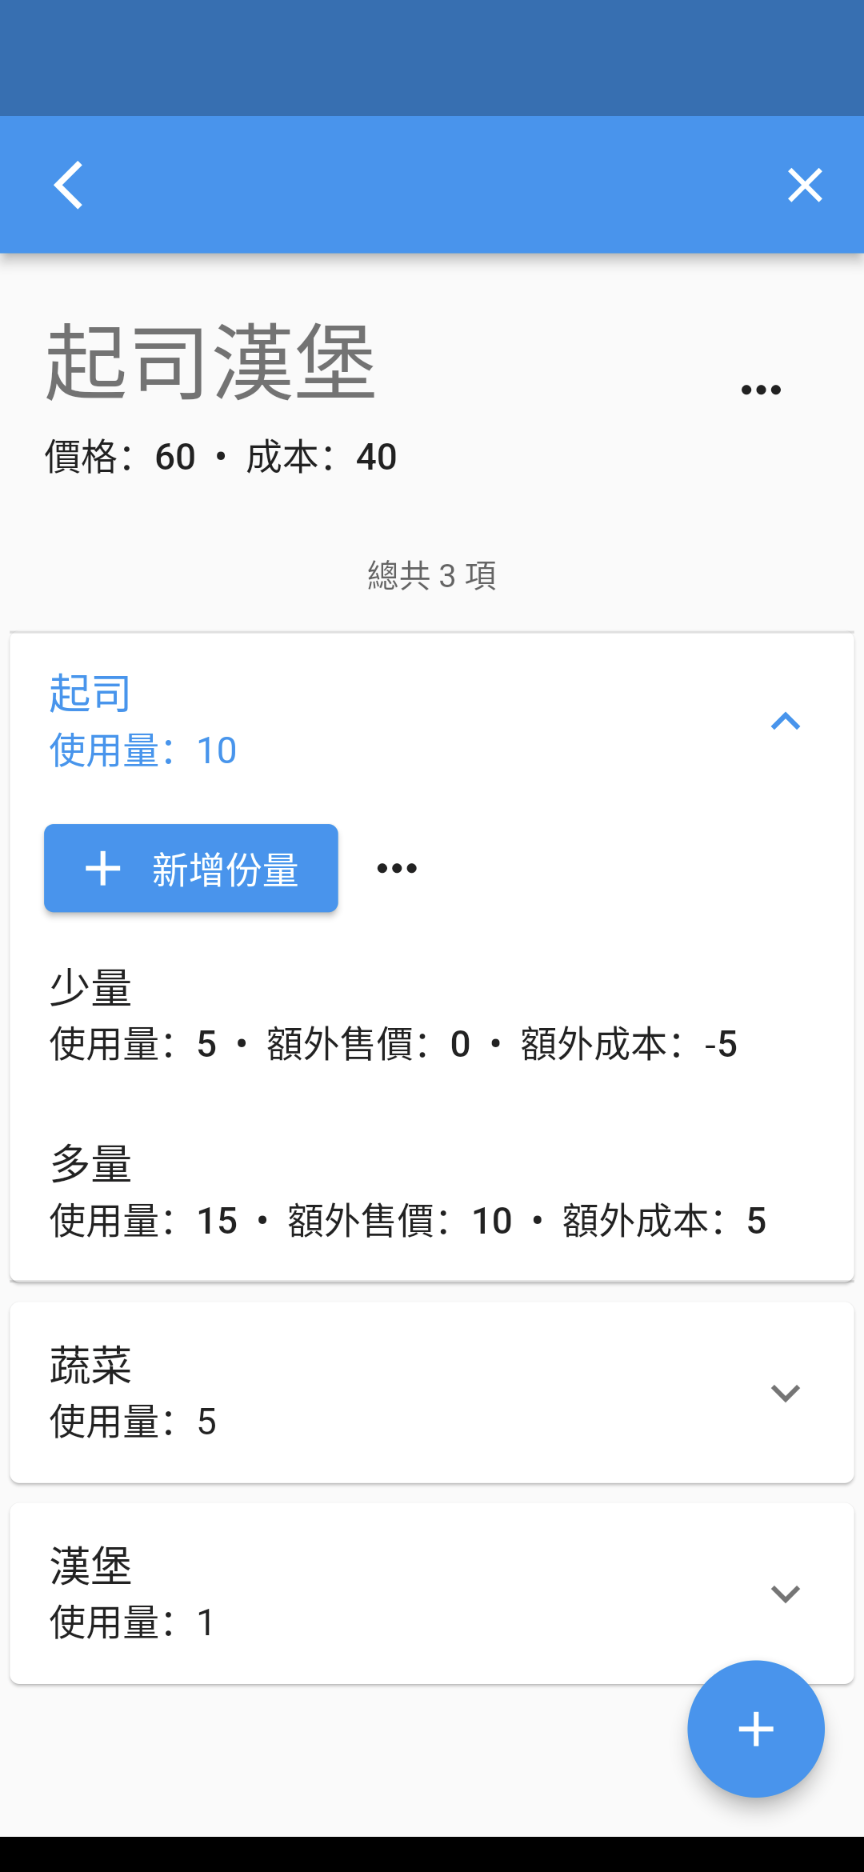 起司漢堡
價格：60 • 成本：40
總共 3 項
起司
使用量：10
新增份量
少量
使用量：5 • 額外售價：0 • 額外成本：-5
多量
使用量：15 • 額外售價：10 • 額外成本：5
蔬菜
使用量：5
漢堡
使用量：1